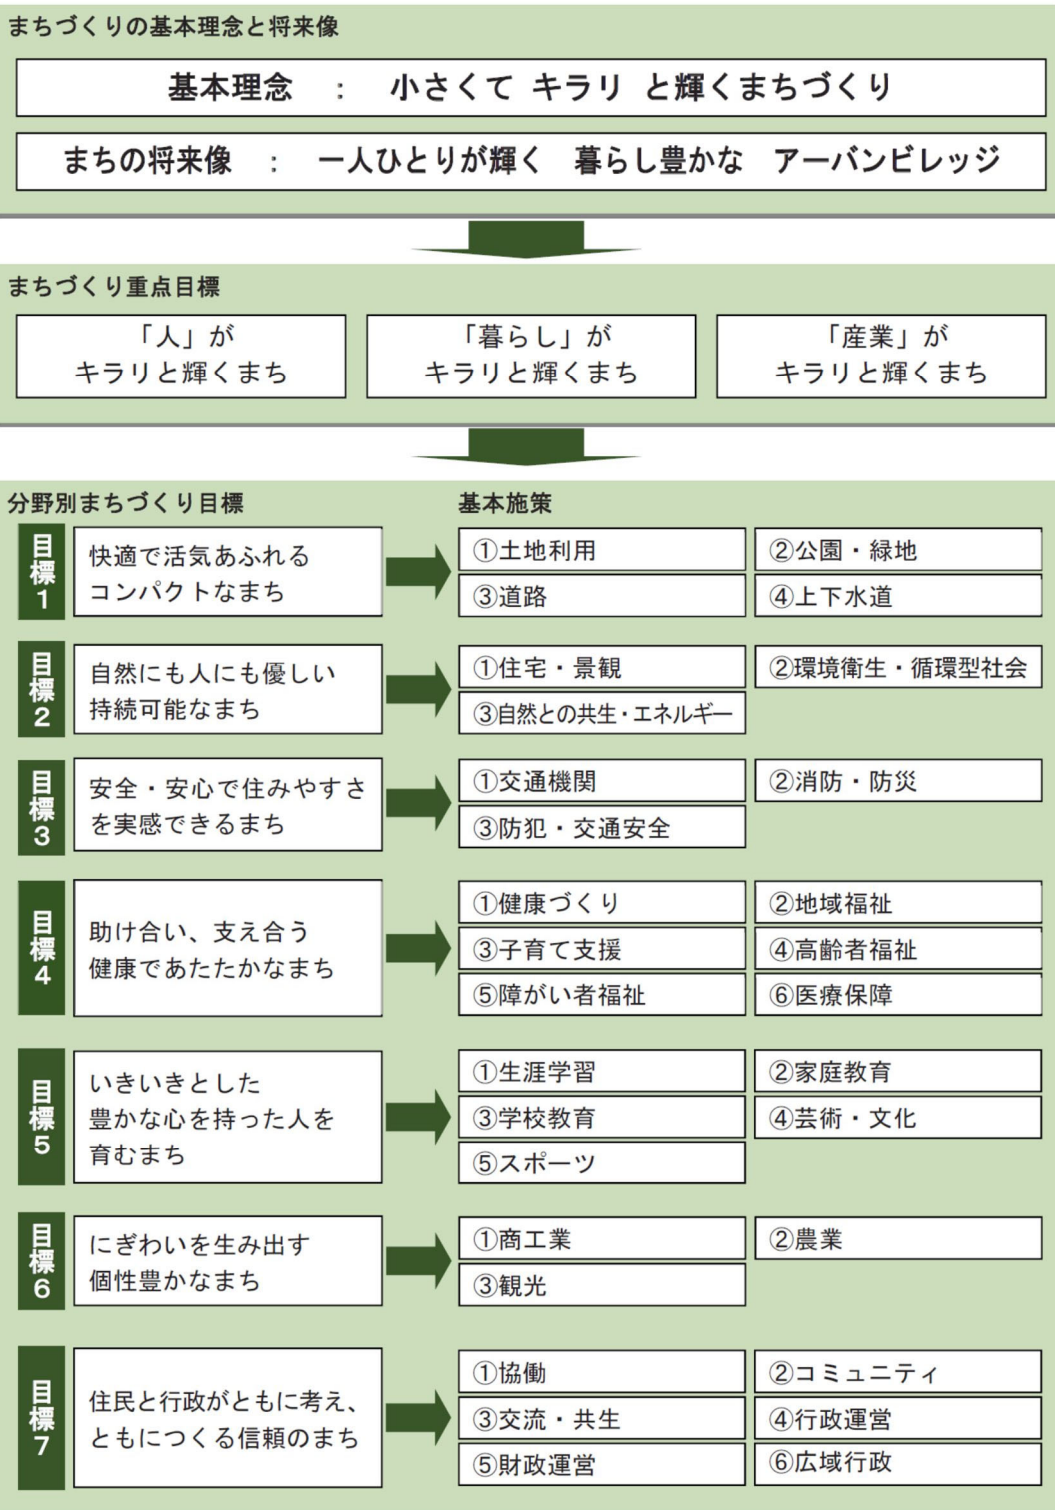 まちづくりの基本理念と将来像
基本理念 ： 小さくて キラリ と輝くまちづくり
まちの将来像 ： 一人ひとりが輝く 暮らし豊かな アーバンビレッジ
まちづくり重点目標
「人」が
キラリと輝くまち
「暮らし」が
キラリと輝くまち
「産業」が
キラリと輝くまち
分野別まちづくり目標
基本施策
目標1
快適で活気あふれる
コンパクトなまち
①土地利用
②公園・緑地
③道路
④上下水道
目標2
自然にも人にも優しい
持続可能なまち
①住宅・景観
②環境衛生・循環型社会
③自然との共生・エネルギー
目標3
安全・安心で住みやすさ
を実感できるまち
①交通機関
②消防・防災
③防犯・交通安全
目標4
助け合い、支え合う
健康であたたかなまち
①健康づくり
②地域福祉
③子育て支援
④高齢者福祉
⑤障がい者福祉
⑥医療保障
目標5
いきいきとした
豊かな心を持った人を
育むまち
①生涯学習
②家庭教育
③学校教育
④芸術・文化
⑤スポーツ
目標6
にぎわいを生み出す
個性豊かなまち
①商工業
②農業
③観光
目標7
住民と行政がともに考え、
ともにつくる信頼のまち
①協働
②コミュニティ
③交流・共生
④行政運営
⑤財政運営
⑥広域行政